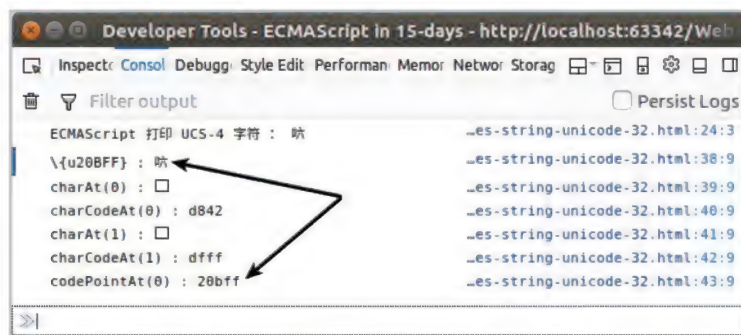 Developer Tools - ECMAScript in 15-days - http://localhost:63342/Web
Inspect Consol Debugg Style Edit Performan Memor Networ Storag
Filter output Persist Logs
ECMAScript 打印 UCS-4 字符 : 𠯿 …es-string-unicode-32.html:24:3
\{u20BFF} : 𠯿 …es-string-unicode-32.html:38:9
charAt(0) : □ …es-string-unicode-32.html:39:9
charCodeAt(0) : d842 …es-string-unicode-32.html:40:9
charAt(1) : □ …es-string-unicode-32.html:41:9
charCodeAt(1) : dfff …es-string-unicode-32.html:42:9
codePointAt(0) : 20bff …es-string-unicode-32.html:43:9